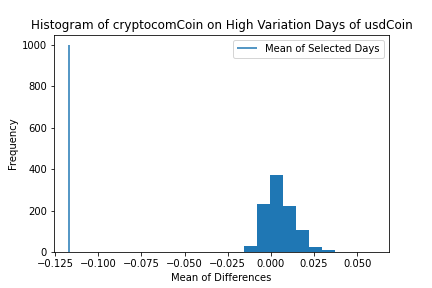 Histogram of cryptocomCoin on High Variation Days of usdCoin
Mean of Selected Days
1000
800
600
400
200
0
Frequency
−0.125 −0.100 −0.075 −0.050 −0.025 0.000 0.025 0.050
Mean of Differences